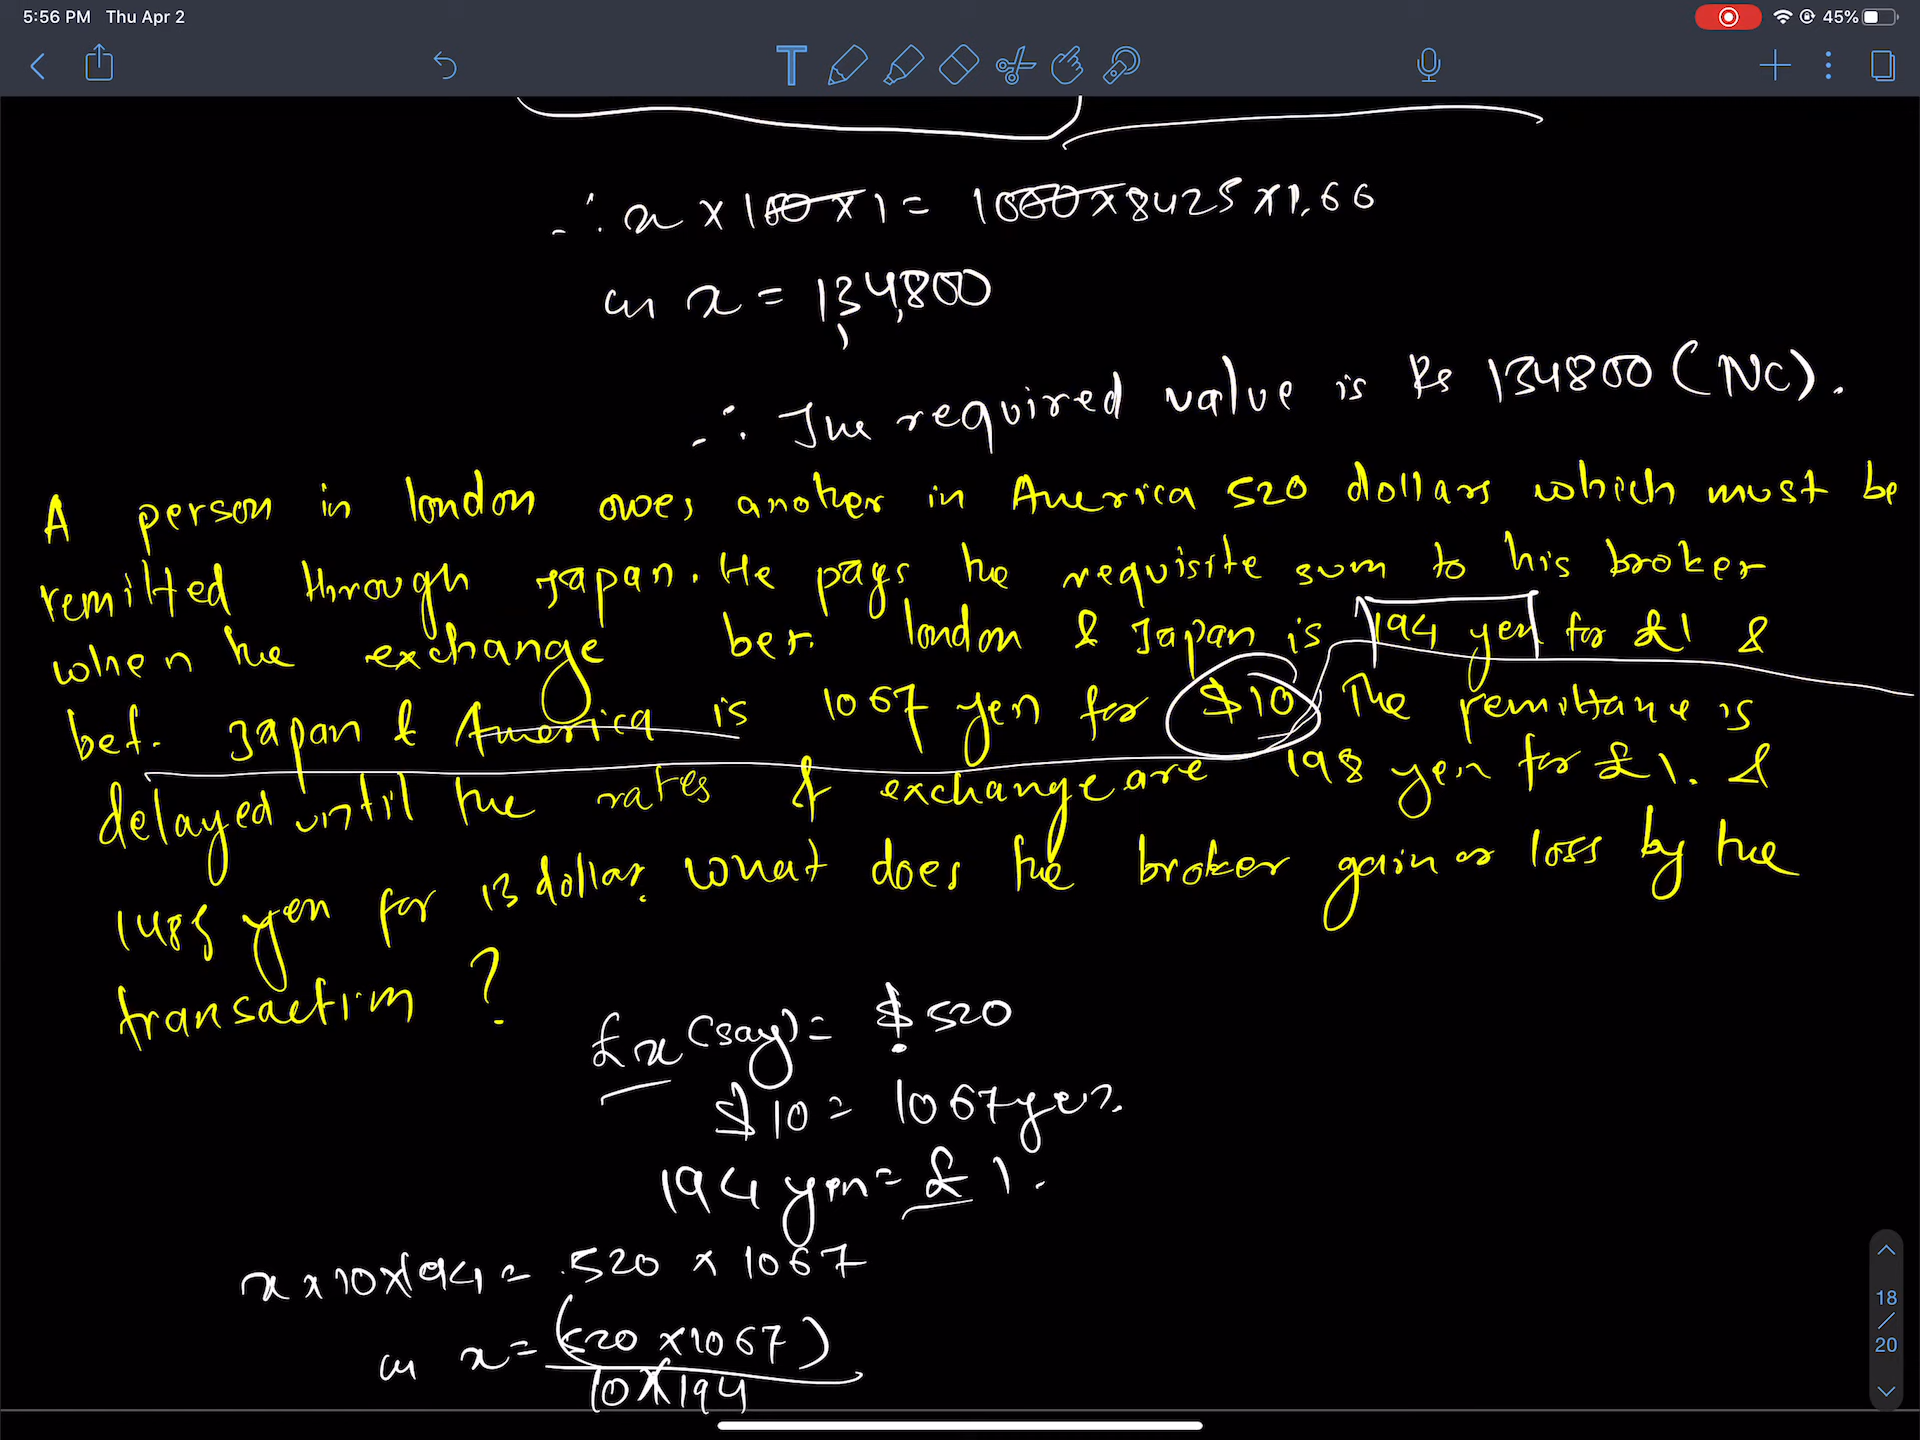 5:56 PM Thu Apr 2
45%
T
∴ x × 100 × 1 = 1000 × 8425 × 1.60
or x = 134,800
∴ The required value is Rs 134800 (NC).
A person in london owes another in America 520 dollars which must be
remitted through Japan. He pays the requisite sum to his broker
when the exchange bet. london & Japan is 194 yen for £1 &
bet. Japan & America is 1067 yen for $10 The remittance is
delayed until the rates of exchange are 198 yen for £1. &
1485 yen for 13 dollar. what does the broker gain or loss by the
transaction ?
£x (say) = $ 520
$ 10 = 1067 yen.
194 yen = £ 1.
x × 10 × 194 = 520 × 1067
or x = (520 × 1067)
10 × 194
18
/
20